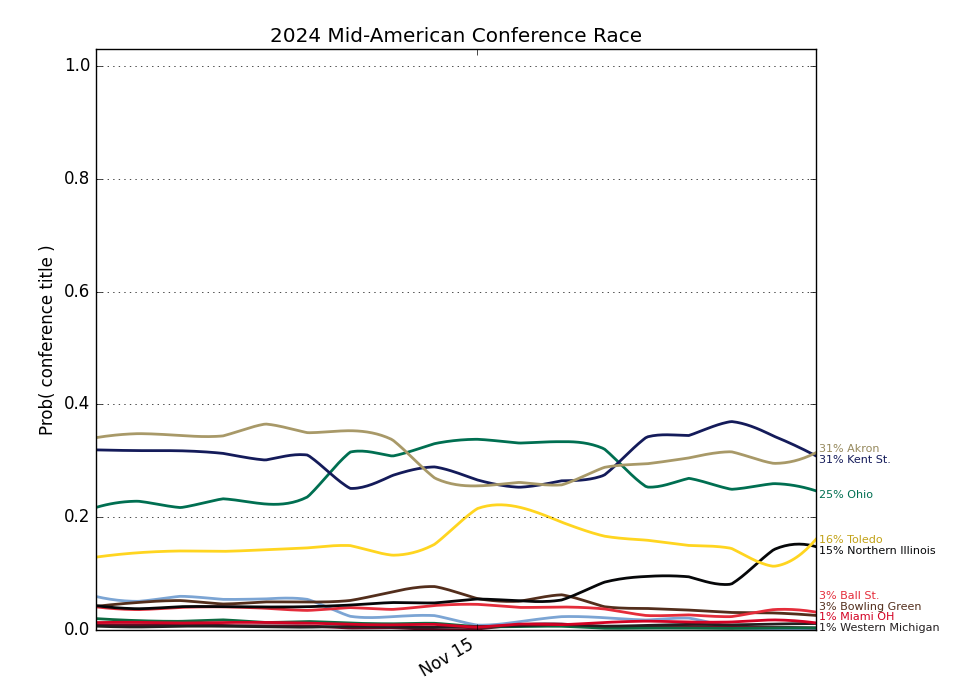 2024 Mid-American Conference Race
Prob( conference title )
1.0
0.8
0.6
0.4
0.2
0.0
Nov 15
31% Akron
31% Kent St.
25% Ohio
16% Toledo
15% Northern Illinois
3% Ball St.
3% Bowling Green
1% Miami OH
1% Western Michigan